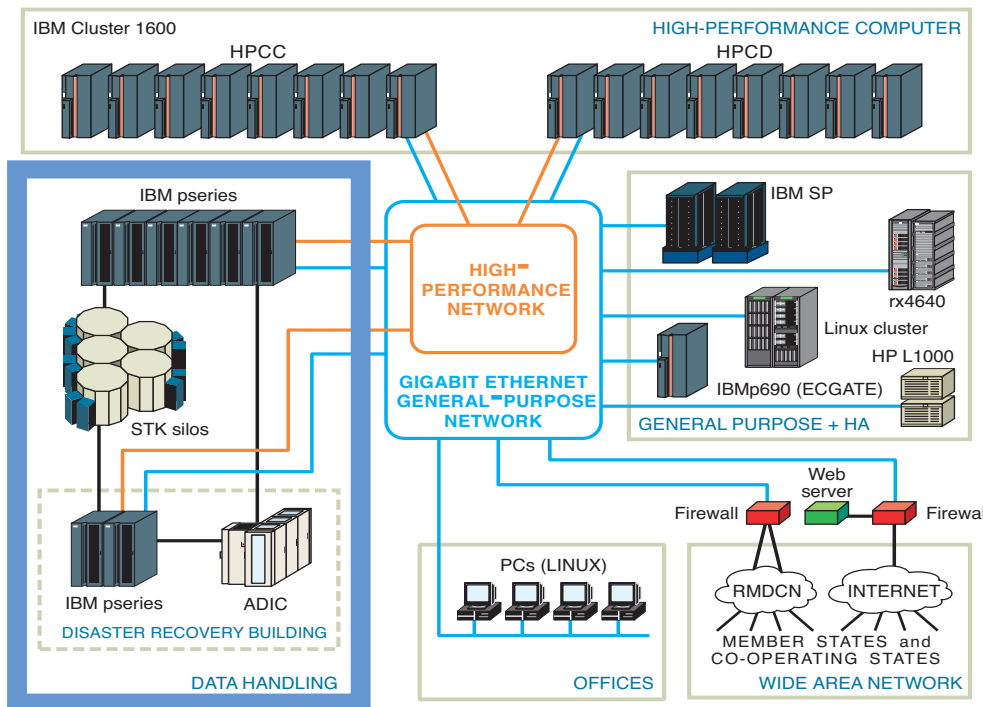 IBM Cluster 1600
HIGH-PERFORMANCE COMPUTER
HPCC
HPCD
IBM pseries
STK silos
IBM pseries
ADIC
DISASTER RECOVERY BUILDING
DATA HANDLING
HIGH-
PERFORMANCE
NETWORK
GIGABIT ETHERNET
GENERAL-PURPOSE
NETWORK
IBM SP
rx4640
Linux cluster
HP L1000
IBMp690 (ECGATE)
GENERAL PURPOSE + HA
PCs (LINUX)
OFFICES
Web
server
Firewall
Firewal
RMDCN
INTERNET
MEMBER STATES and
CO-OPERATING STATES
WIDE AREA NETWORK